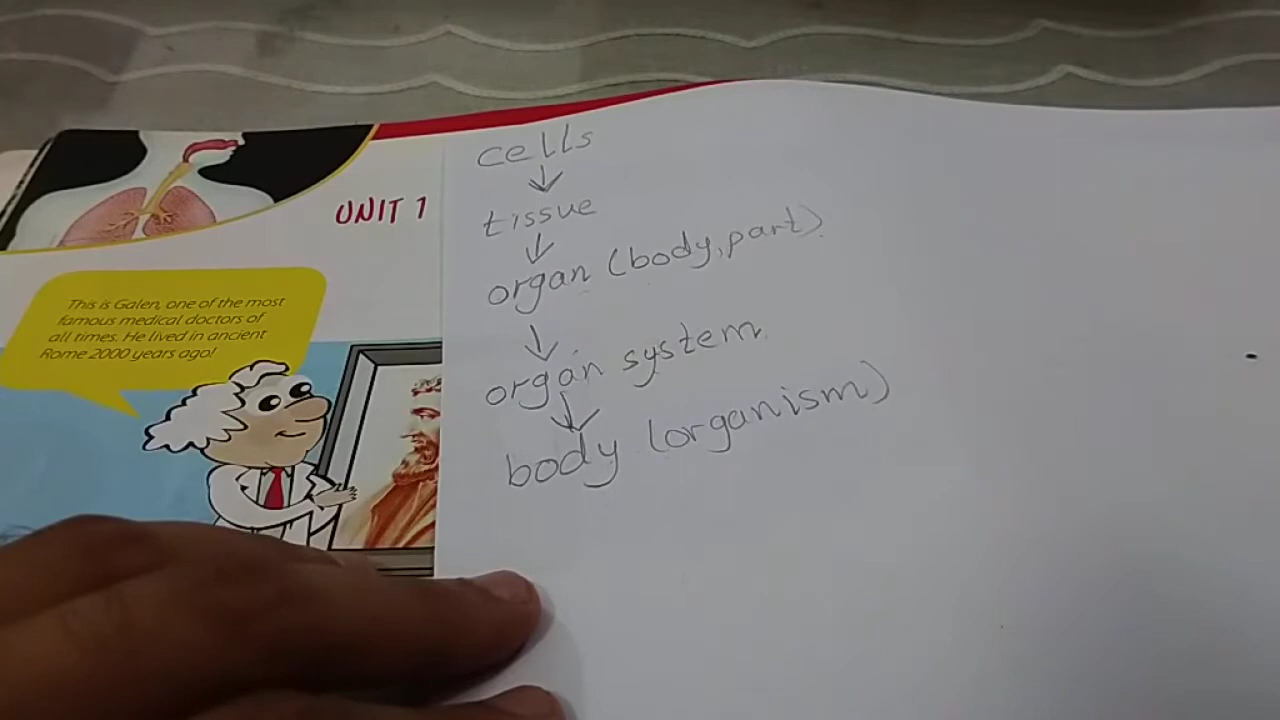 UNIT 1
This is Galen, one of the most
famous medical doctors of
all times. He lived in ancient
Rome 2000 years ago!
cells
tissue
organ (body, part)
organ system
body (organism)